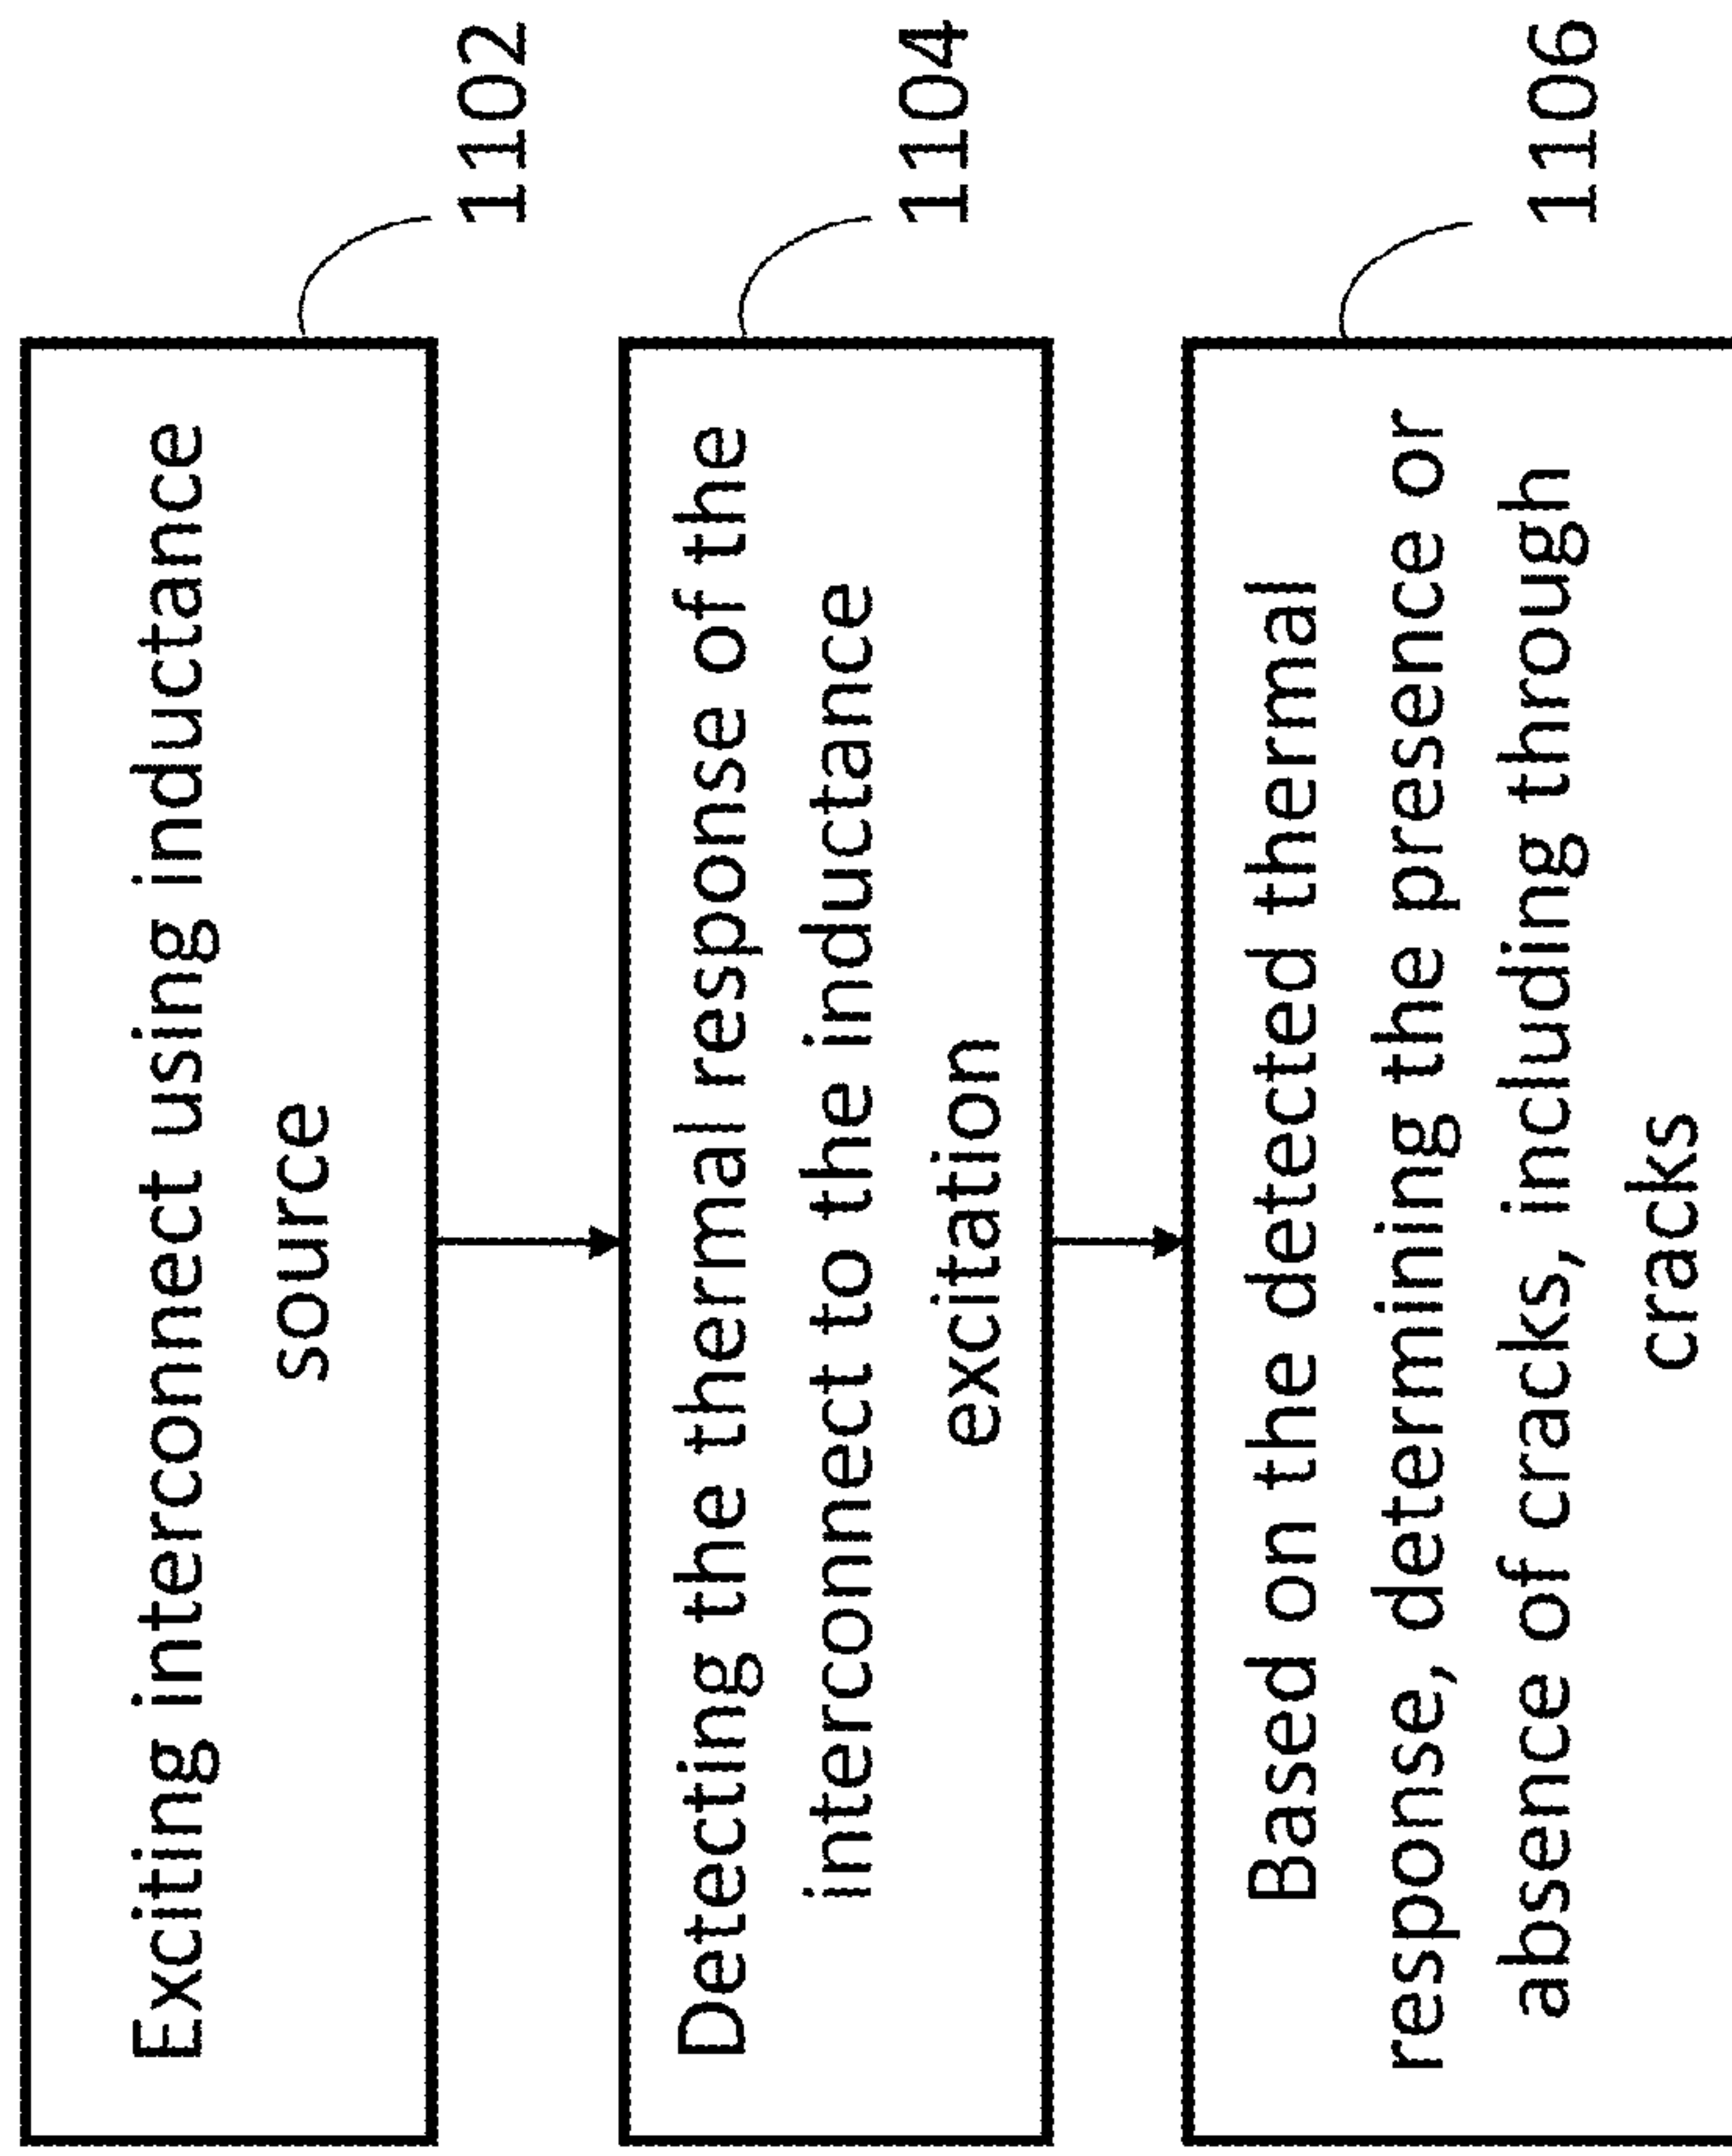 Exciting interconnect using inductance
source
1102
Detecting the thermal response of the
interconnect to the inductance
excitation
1104
Based on the detected thermal
response, determining the presence or
absence of cracks, including through
cracks
1106